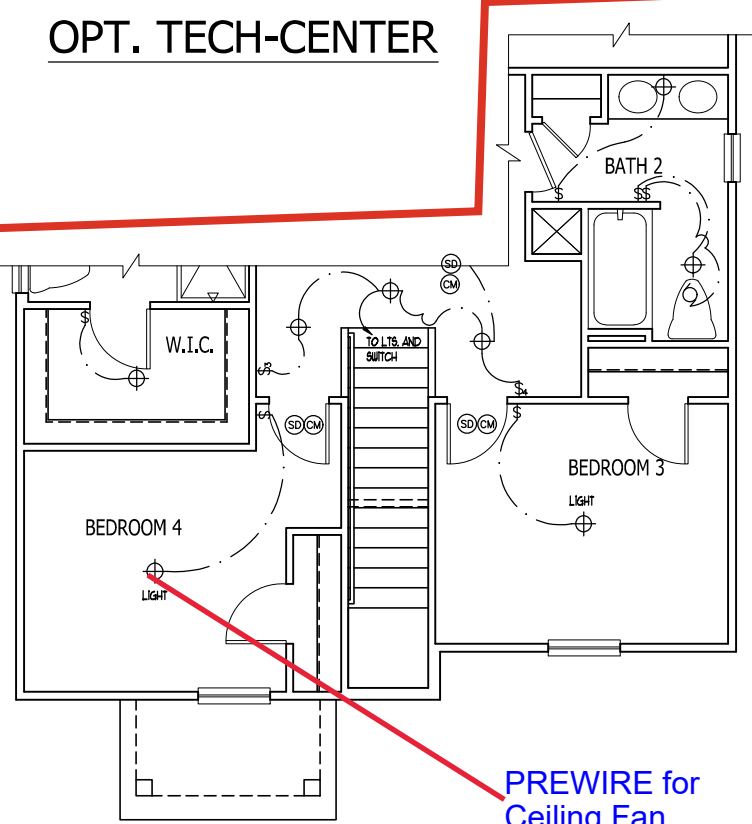 OPT. TECH-CENTER
BATH 2
$
$$
SD
CM
W.I.C.
$
TO LTS. AND
SWITCH
$3
$4
$
SD CM
SD CM
$
BEDROOM 3
LIGHT
BEDROOM 4
LIGHT
PREWIRE for
Ceiling Fan